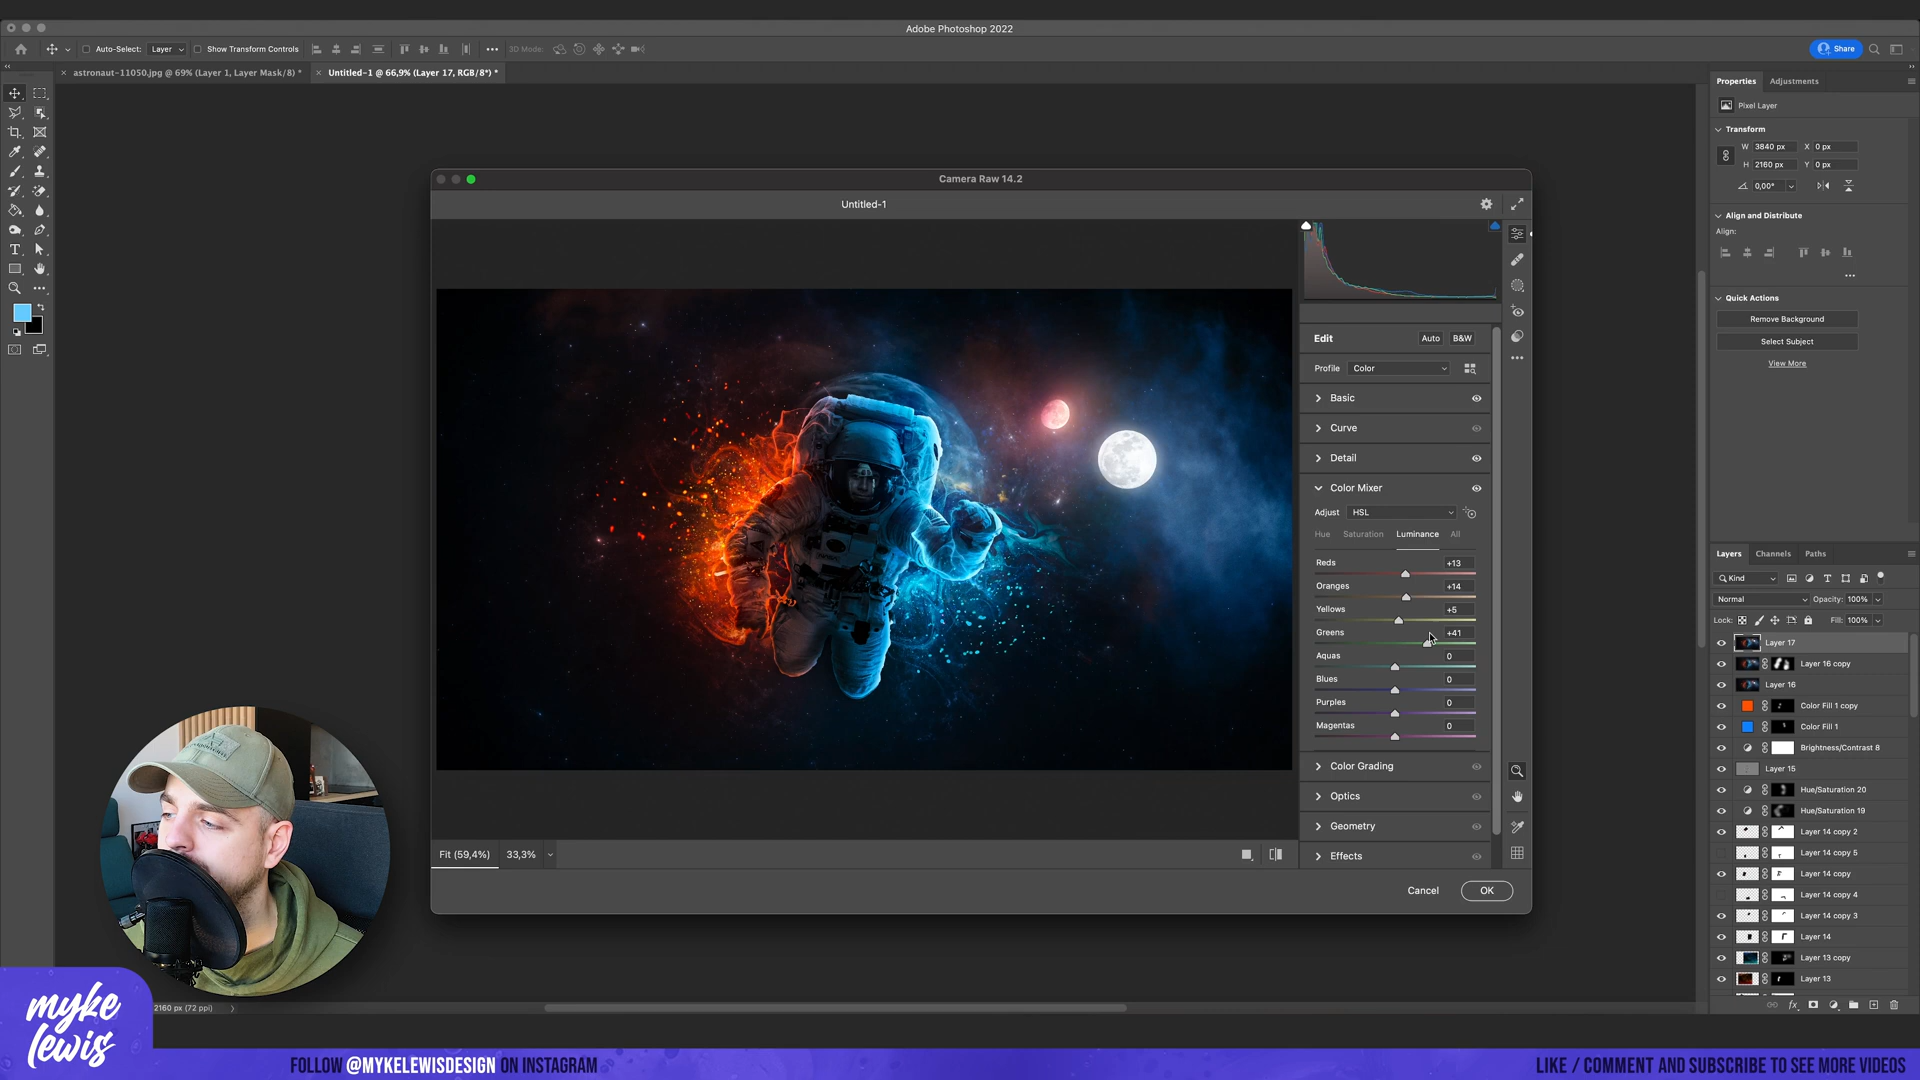 Adobe Photoshop 2022
Auto-Select: Layer Show Transform Controls 3D Mode: Share
astronaut-11050.jpg @ 69% (Layer 1, Layer Mask/8) *
Untitled-1 @ 66,9% (Layer 17, RGB/8*) *
Camera Raw 14.2
Untitled-1
Edit Auto B&W
Profile Color
Basic
Curve
Detail
Color Mixer
Adjust HSL
Hue Saturation Luminance All
Reds +13
Oranges +14
Yellows +5
Greens +41
Aquas 0
Blues 0
Purples 0
Magentas 0
Color Grading
Optics
Geometry
Effects
Fit (59,4%) 33,3%
Cancel OK
Properties Adjustments
Pixel Layer
Transform
W 3840 px X 0 px
H 2160 px Y 0 px
0,00°
Align and Distribute
Align:
Quick Actions
Remove Background
Select Subject
View More
Layers Channels Paths
Kind
Normal Opacity: 100%
Lock: Fill: 100%
Layer 17
Layer 16 copy
Layer 16
Color Fill 1 copy
Color Fill 1
Brightness/Contrast 8
Layer 15
Hue/Saturation 20
Hue/Saturation 19
Layer 14 copy 2
Layer 14 copy 5
Layer 14 copy
Layer 14 copy 4
Layer 14 copy 3
Layer 14
Layer 13 copy
Layer 13
2160 px (72 ppi)
myke
lewis
FOLLOW @MYKELEWISDESIGN ON INSTAGRAM
LIKE / COMMENT AND SUBSCRIBE TO SEE MORE VIDEOS